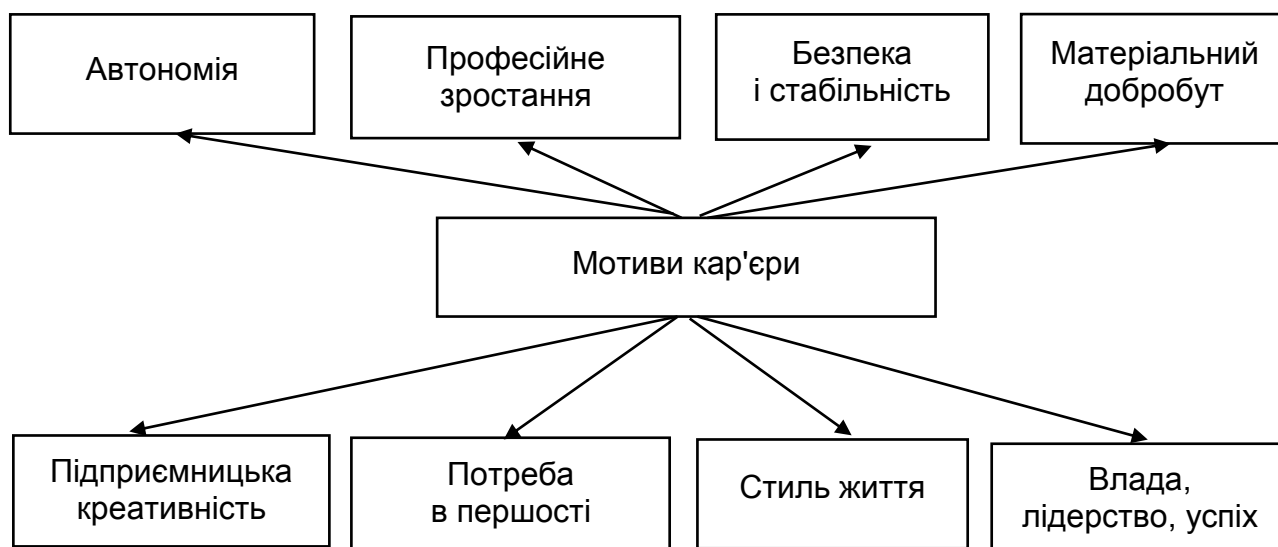 Автономія
Професійне
зростання
Безпека
і стабільність
Матеріальний
добробут
Мотиви кар'єри
Підприємницька
креативність
Потреба
в першості
Стиль життя
Влада,
лідерство, успіх